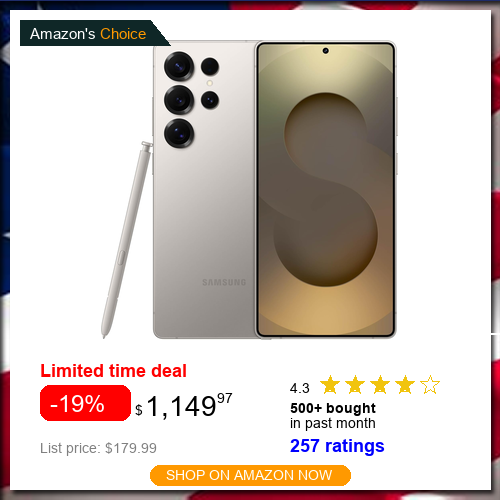 Amazon's Choice
SAMSUNG
Limited time deal
-19% $ 1,149 97
List price: $179.99
4.3
500+ bought
in past month
257 ratings
SHOP ON AMAZON NOW